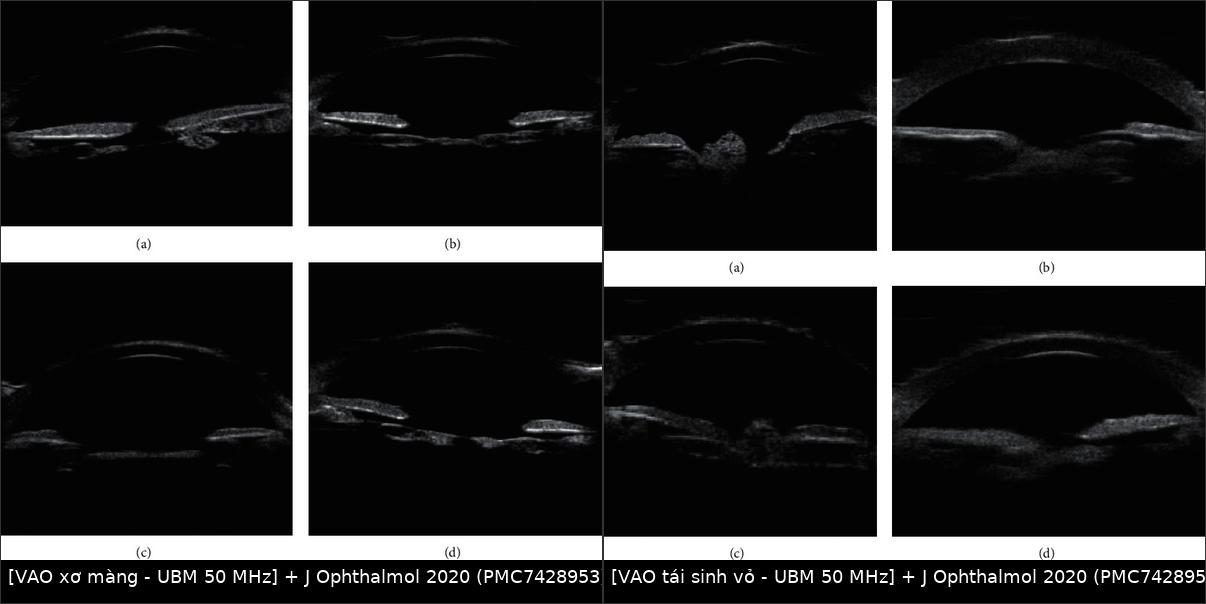 (a)
(b)
(a)
(b)
(c)
(d)
(c)
(d)
[VAO xơ màng - UBM 50 MHz] + J Ophthalmol 2020 (PMC7428953
[VAO tái sinh vỏ - UBM 50 MHz] + J Ophthalmol 2020 (PMC742895